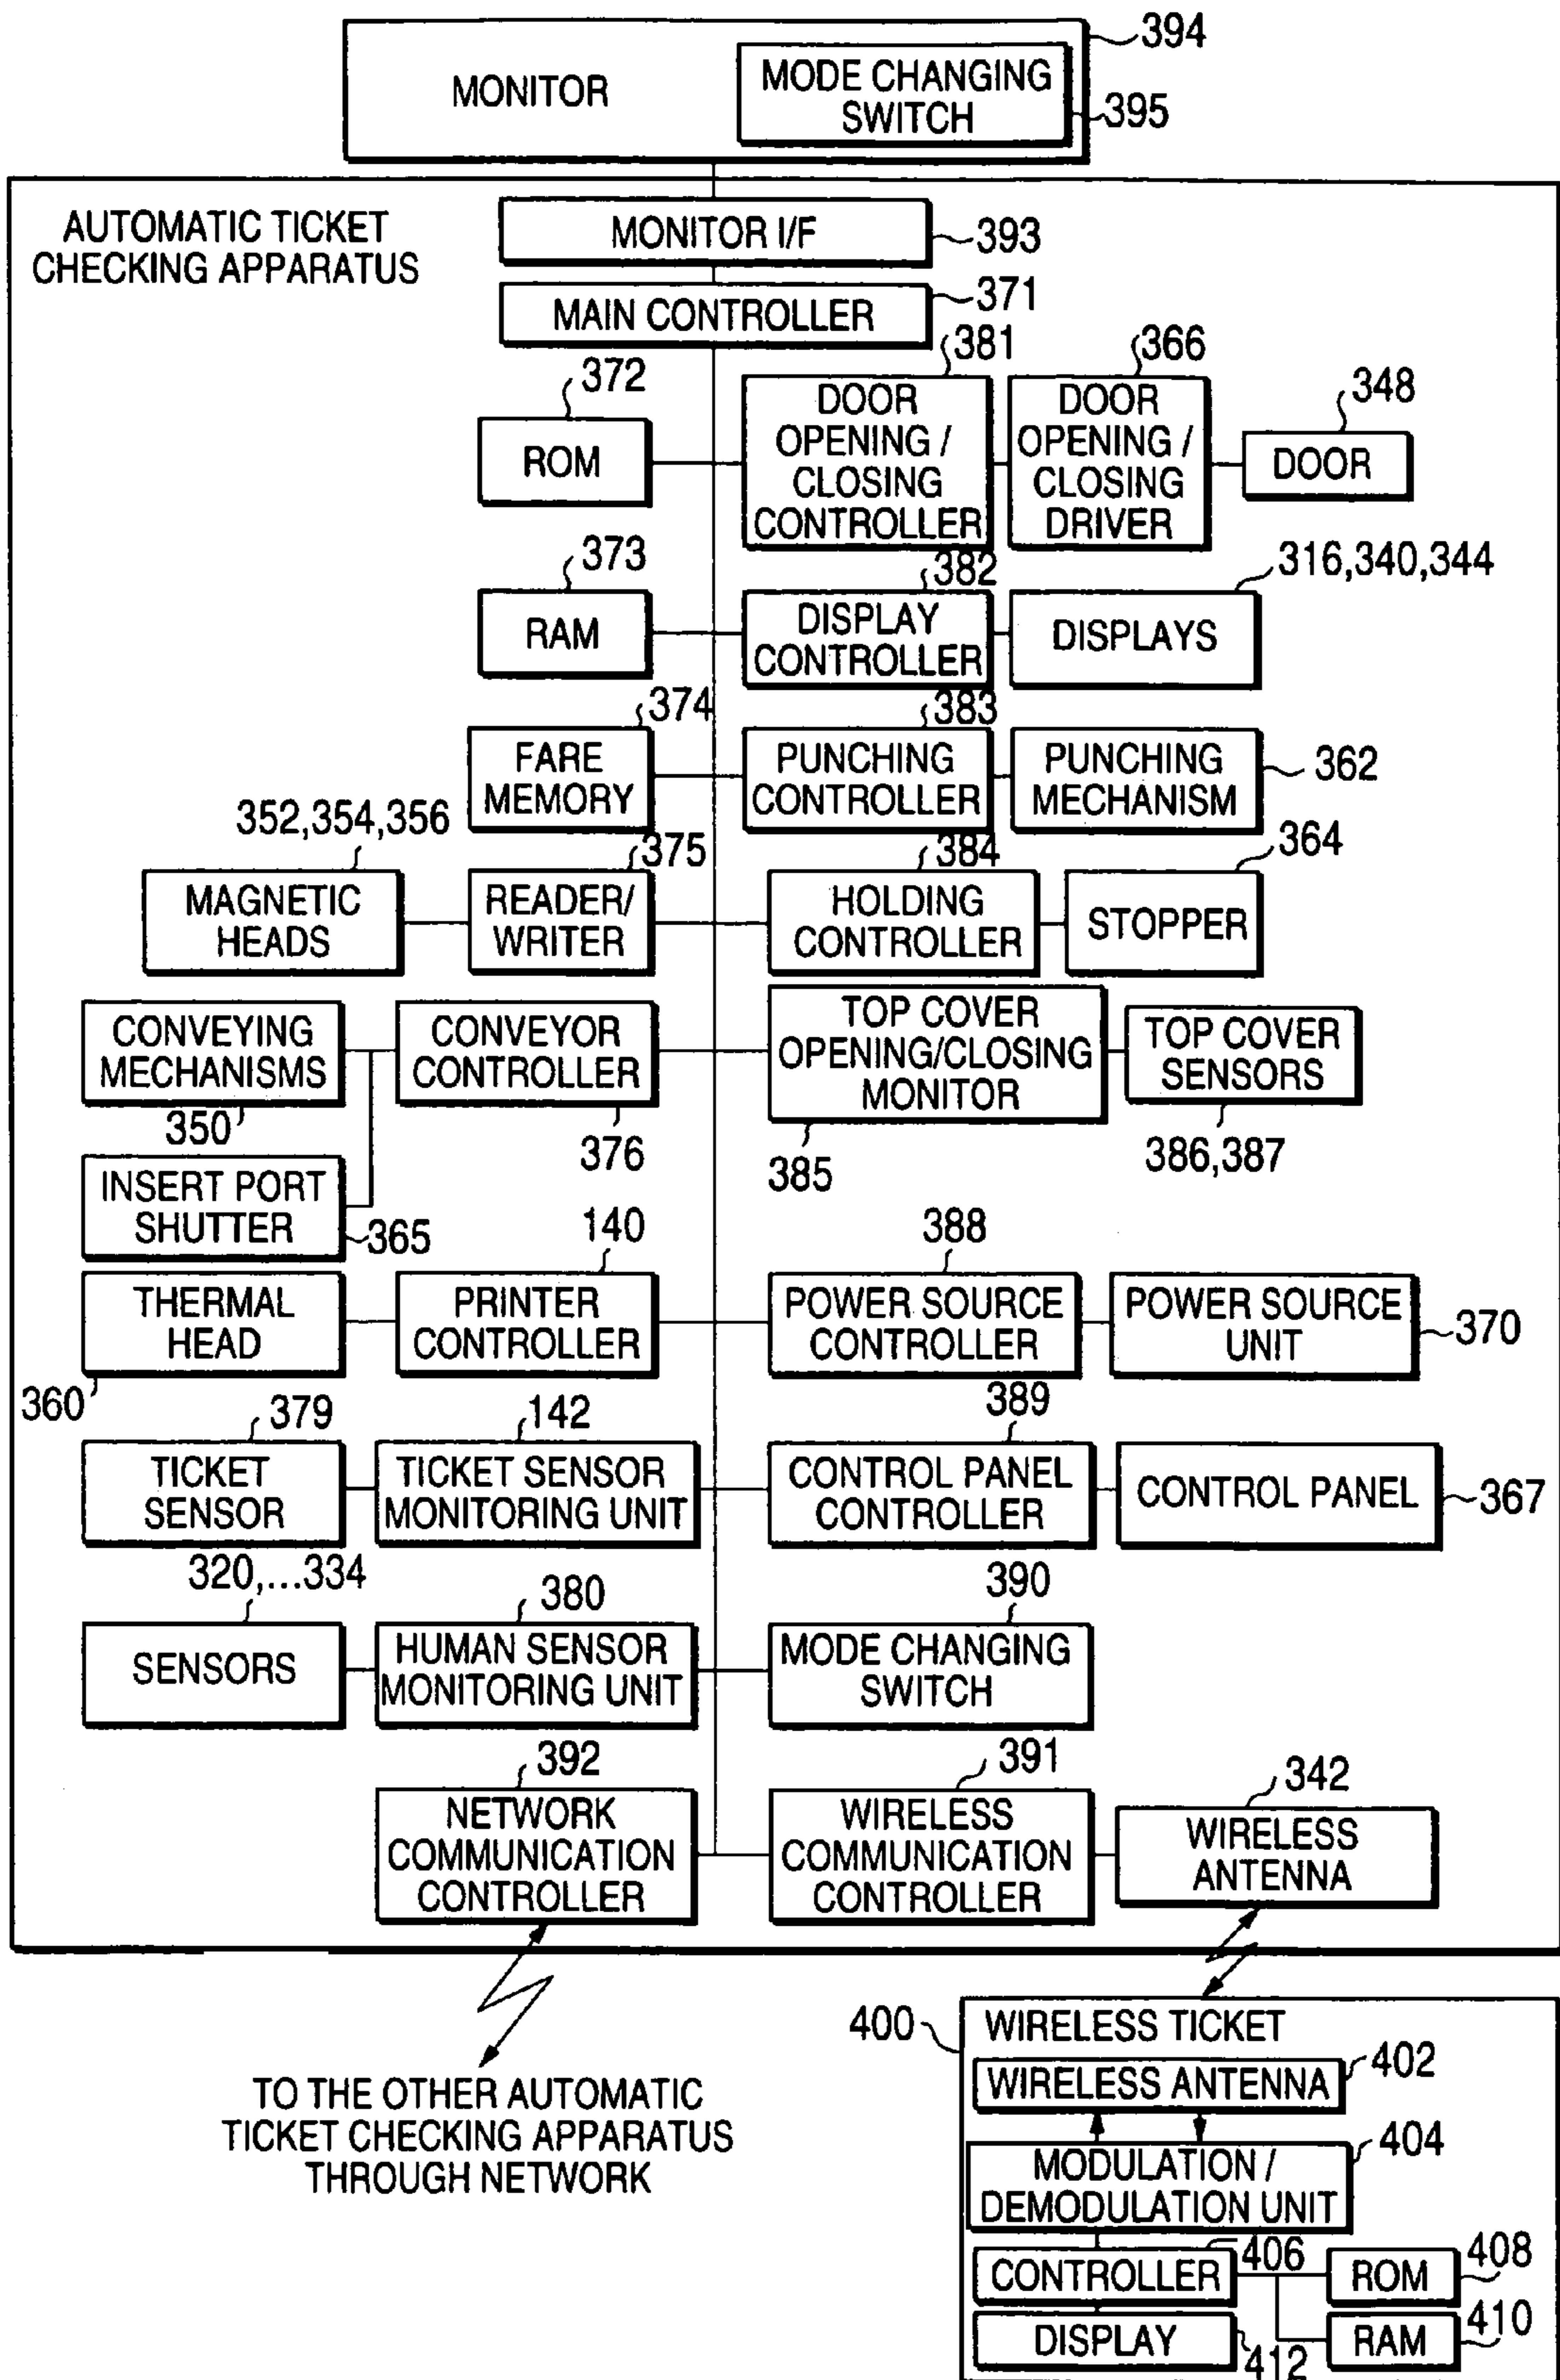 394
MONITOR
MODE CHANGING
SWITCH
395
AUTOMATIC TICKET
CHECKING APPARATUS
MONITOR I/F
393
MAIN CONTROLLER
371
372
ROM
381
DOOR
OPENING /
CLOSING
CONTROLLER
366
DOOR
OPENING /
CLOSING
DRIVER
348
DOOR
373
RAM
382
DISPLAY
CONTROLLER
316,340,344
DISPLAYS
374
FARE
MEMORY
383
PUNCHING
CONTROLLER
PUNCHING
MECHANISM
362
352,354,356
MAGNETIC
HEADS
375
READER/
WRITER
384
HOLDING
CONTROLLER
364
STOPPER
CONVEYING
MECHANISMS
350
CONVEYOR
CONTROLLER
376
TOP COVER
OPENING/CLOSING
MONITOR
385
TOP COVER
SENSORS
386,387
INSERT PORT
SHUTTER
365
THERMAL
HEAD
360
140
PRINTER
CONTROLLER
388
POWER SOURCE
CONTROLLER
POWER SOURCE
UNIT
370
379
TICKET
SENSOR
142
TICKET SENSOR
MONITORING UNIT
389
CONTROL PANEL
CONTROLLER
CONTROL PANEL
367
320,...334
SENSORS
380
HUMAN SENSOR
MONITORING UNIT
390
MODE CHANGING
SWITCH
392
NETWORK
COMMUNICATION
CONTROLLER
391
WIRELESS
COMMUNICATION
CONTROLLER
342
WIRELESS
ANTENNA
TO THE OTHER AUTOMATIC
TICKET CHECKING APPARATUS
THROUGH NETWORK
400
WIRELESS TICKET
WIRELESS ANTENNA
402
MODULATION /
DEMODULATION UNIT
404
CONTROLLER
406
ROM
408
DISPLAY
412
RAM
410